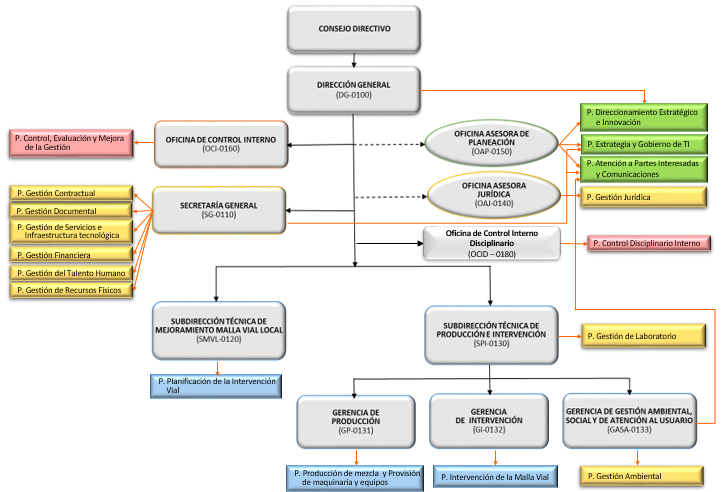 CONSEJO DIRECTIVO
DIRECCIÓN GENERAL
(DG-0100)
OFICINA DE CONTROL INTERNO
(OCI-0160)
P. Control, Evaluación y Mejora
de la Gestión
OFICINA ASESORA
DE PLANEACIÓN
(OAP-0150)
P. Direccionamiento Estratégico
e Innovación
P. Estrategia y Gobierno de TI
P. Atención a Partes Interesadas
y Comunicaciones
SECRETARÍA GENERAL
(SG-0110)
P. Gestión Contractual
P. Gestión Documental
P. Gestión de Servicios e
Infraestructura tecnológica
P. Gestión Financiera
P. Gestión del Talento Humano
P. Gestión de Recursos Físicos
OFICINA ASESORA
JURÍDICA
(OAJ-0140)
P. Gestión Jurídica
Oficina de Control Interno
Disciplinario
(OCID – 0180)
P. Control Disciplinario Interno
SUBDIRECCIÓN TÉCNICA DE
MEJORAMIENTO MALLA VIAL LOCAL
(SMVL-0120)
P. Planificación de la Intervención
Vial
SUBDIRECCIÓN TÉCNICA DE
PRODUCCIÓN E INTERVENCIÓN
(SPI-0130)
P. Gestión de Laboratorio
GERENCIA DE
PRODUCCIÓN
(GP-0131)
GERENCIA
DE INTERVENCIÓN
(GI-0132)
GERENCIA DE GESTIÓN AMBIENTAL,
SOCIAL Y DE ATENCIÓN AL USUARIO
(GASA-0133)
P. Producción de mezcla y Provisión
de maquinaria y equipos
P. Intervención de la Malla Vial
P. Gestión Ambiental